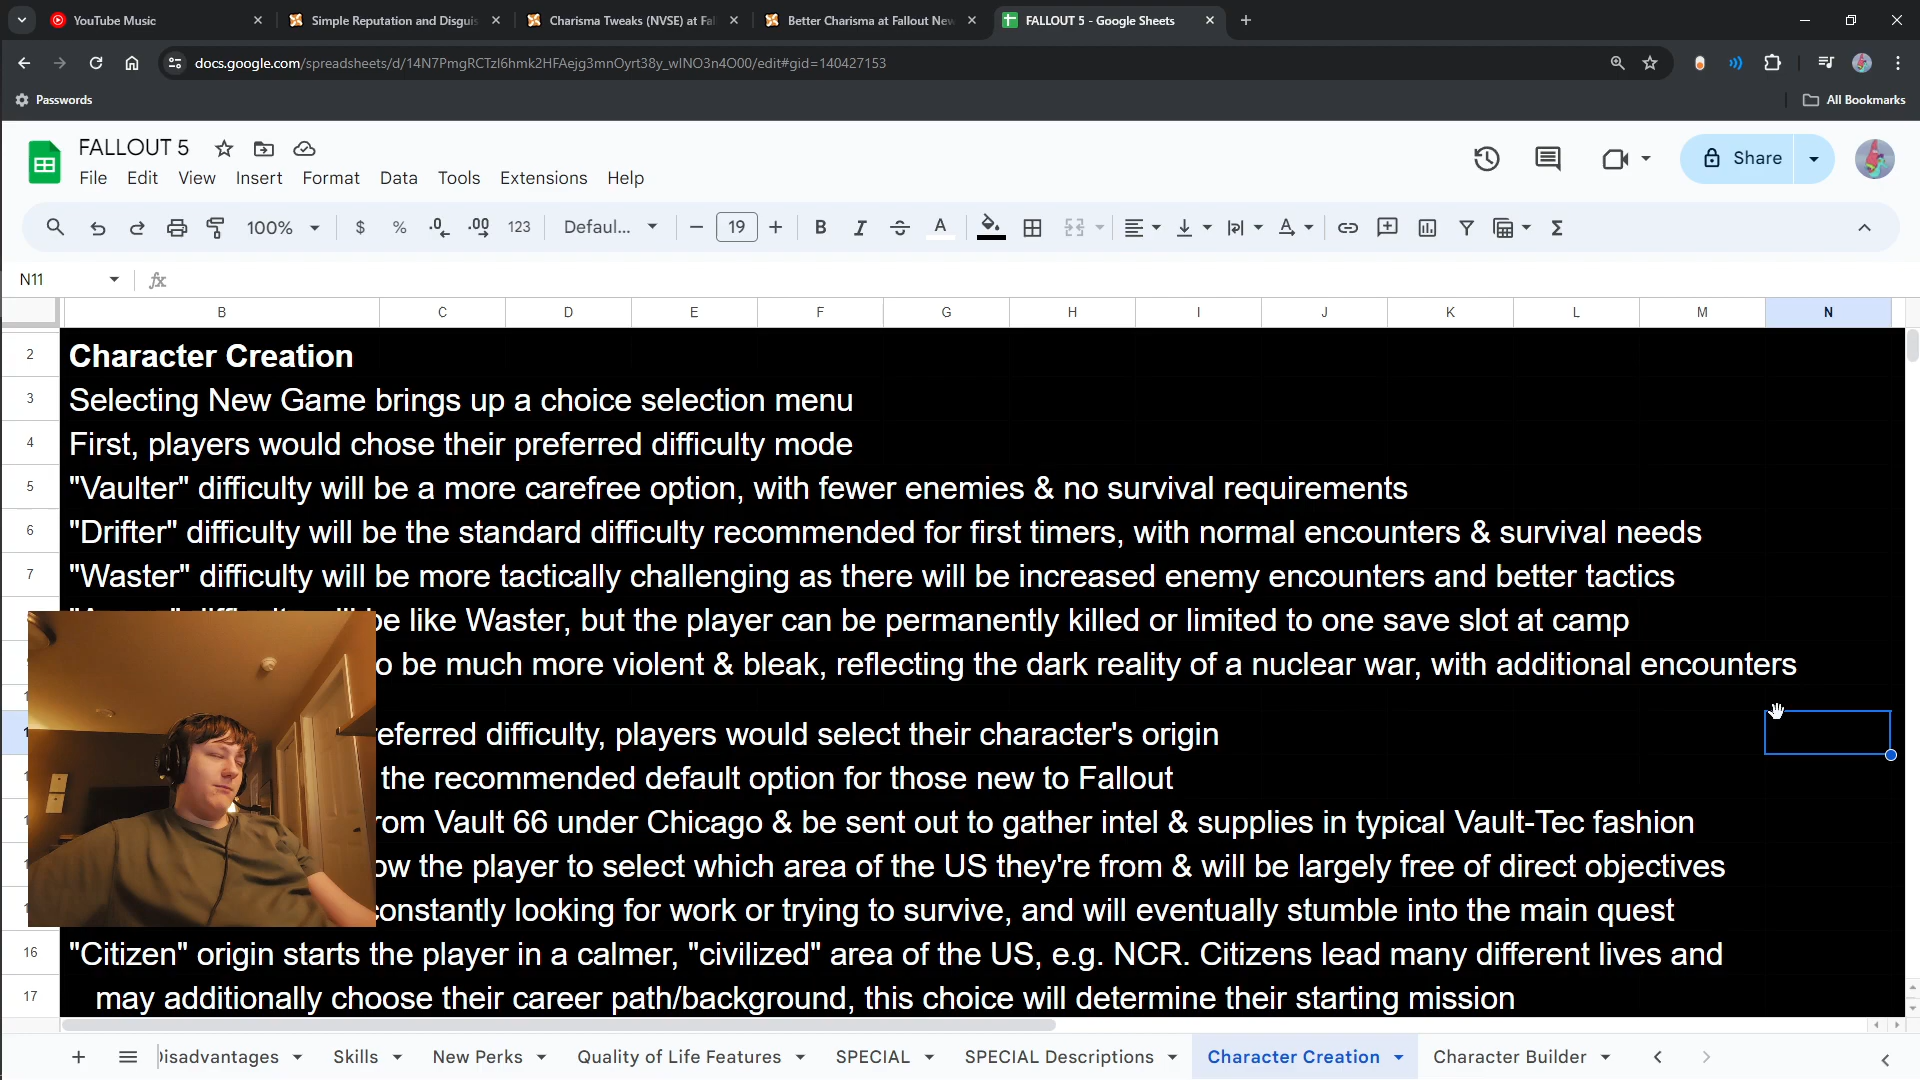 YouTube Music
Simple Reputation and Disguis
Charisma Tweaks (NVSE) at Fal
Better Charisma at Fallout New
FALLOUT 5 - Google Sheets
docs.google.com/spreadsheets/d/14N7PmgRCTzl6hmk2HFAejg3mnOyrt38y_wlNO3n4O00/edit#gid=140427153
Passwords
All Bookmarks
FALLOUT 5
File Edit View Insert Format Data Tools Extensions Help
Share
100% $ % .0 .00 123 Defaul... 19 B I A Σ
N11 fx
B C D E F G H I J K L M N
2 Character Creation
3 Selecting New Game brings up a choice selection menu
4 First, players would chose their preferred difficulty mode
5 "Vaulter" difficulty will be a more carefree option, with fewer enemies & no survival requirements
6 "Drifter" difficulty will be the standard difficulty recommended for first timers, with normal encounters & survival needs
7 "Waster" difficulty will be more tactically challenging as there will be increased enemy encounters and better tactics
be like Waster, but the player can be permanently killed or limited to one save slot at camp
o be much more violent & bleak, reflecting the dark reality of a nuclear war, with additional encounters
eferred difficulty, players would select their character's origin
the recommended default option for those new to Fallout
rom Vault 66 under Chicago & be sent out to gather intel & supplies in typical Vault-Tec fashion
ow the player to select which area of the US they're from & will be largely free of direct objectives
constantly looking for work or trying to survive, and will eventually stumble into the main quest
16 "Citizen" origin starts the player in a calmer, "civilized" area of the US, e.g. NCR. Citizens lead many different lives and
17 may additionally choose their career path/background, this choice will determine their starting mission
isadvantages Skills New Perks Quality of Life Features SPECIAL SPECIAL Descriptions Character Creation Character Builder